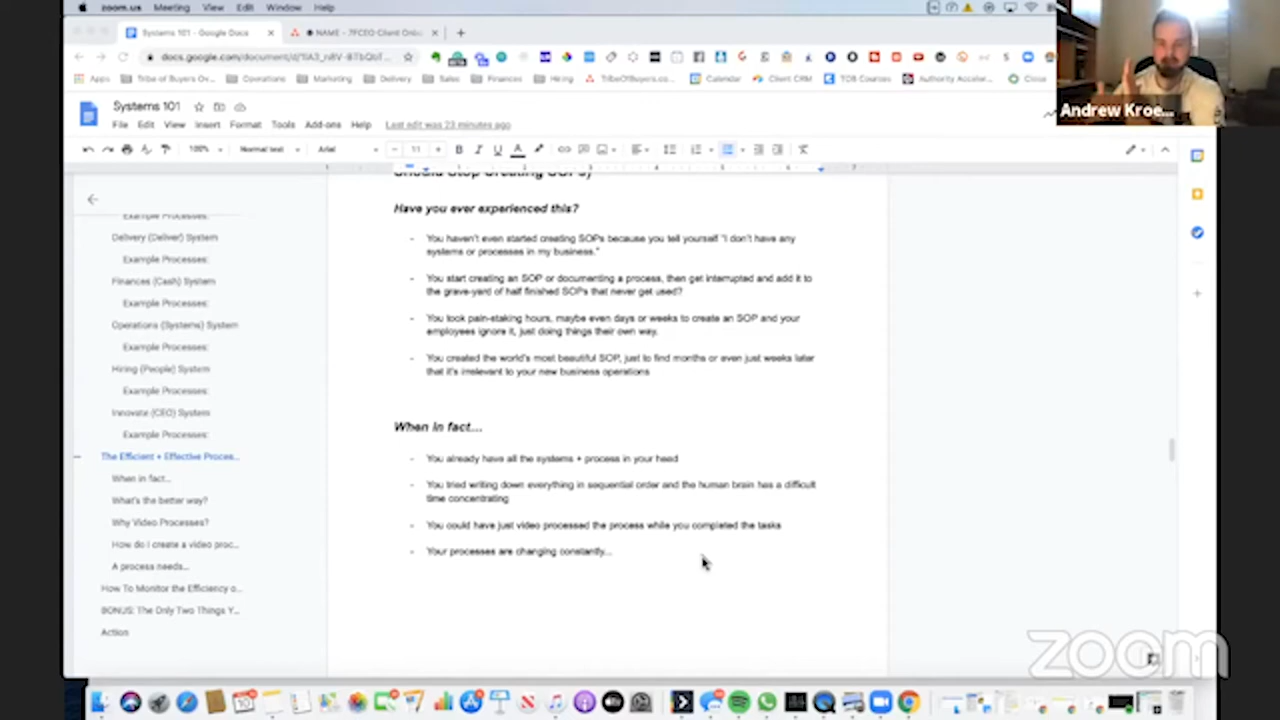 zoom.us Meeting View Edit Window Help
Systems 101 - Google Docs
NAME - 7FCEO Client Onb
Apps Tribe of Buyers Ov... Operations Marketing Delivery Sales Finances Hiring TribeOfBuyers.co... Calendar Client CRM TOB Courses Authority Acceler... Close
Andrew Kroe...
Systems 101
File Edit View Insert Format Tools Add-ons Help Last edit was 23 minutes ago
100% Normal text Arial 11
Example Processes:
Delivery (Deliver) System
Example Processes:
Finances (Cash) System
Example Processes:
Operations (Systems) System
Example Processes:
Hiring (People) System
Example Processes:
Innovate (CEO) System
Example Processes:
The Efficient + Effective Proces...
When in fact...
What's the better way?
Why Video Processes?
How do I create a video proc...
A process needs...
How To Monitor the Efficiency o...
BONUS: The Only Two Things Y...
Action
Should Stop Creating SOPs)
Have you ever experienced this?
- You haven't even started creating SOPs because you tell yourself "I don't have any
systems or processes in my business."
- You start creating an SOP or documenting a process, then get interrupted and add it to
the grave-yard of half finished SOPs that never get used?
- You took pain-staking hours, maybe even days or weeks to create an SOP and your
employees ignore it, just doing things their own way.
- You created the world's most beautiful SOP, just to find months or even just weeks later
that it's irrelevant to your new business operations
When in fact...
- You already have all the systems + process in your head
- You tried writing down everything in sequential order and the human brain has a difficult
time concentrating
- You could have just video processed the process while you completed the tasks
- Your processes are changing constantly...
zoom